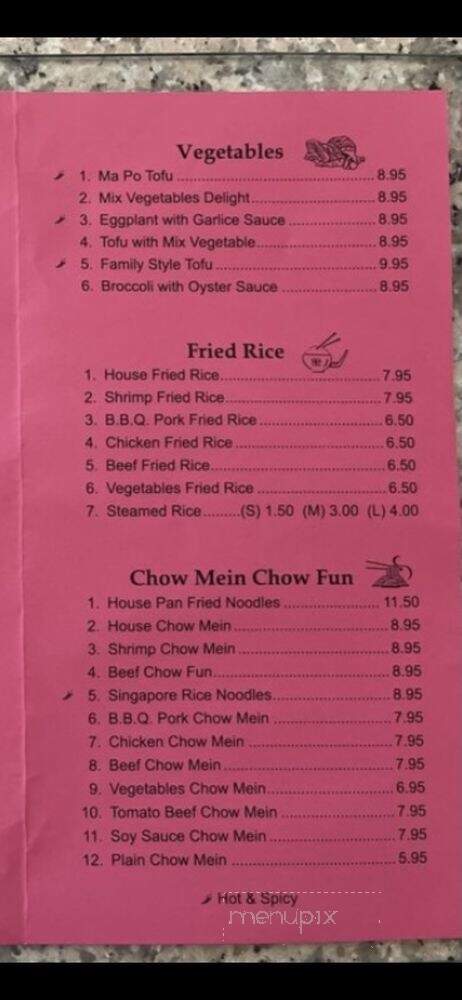 Vegetables
1. Ma Po Tofu ........................ 8.95
2. Mix Vegetables Delight........................ 8.95
3. Eggplant with Garlice Sauce ........................ 8.95
4. Tofu with Mix Vegetable........................ 8.95
5. Family Style Tofu ........................ 9.95
6. Broccoli with Oyster Sauce ........................ 8.95
Fried Rice
1. House Fried Rice........................ 7.95
2. Shrimp Fried Rice........................ 7.95
3. B.B.Q. Pork Fried Rice ........................ 6.50
4. Chicken Fried Rice ........................ 6.50
5. Beef Fried Rice........................ 6.50
6. Vegetables Fried Rice ........................ 6.50
7. Steamed Rice.........(S) 1.50 (M) 3.00 (L) 4.00
Chow Mein Chow Fun
1. House Pan Fried Noodles ........................ 11.50
2. House Chow Mein........................ 8.95
3. Shrimp Chow Mein........................ 8.95
4. Beef Chow Fun........................ 8.95
5. Singapore Rice Noodles........................ 8.95
6. B.B.Q. Pork Chow Mein ........................ 7.95
7. Chicken Chow Mein ........................ 7.95
8. Beef Chow Mein........................ 7.95
9. Vegetables Chow Mein........................ 6.95
10. Tomato Beef Chow Mein ........................ 7.95
11. Soy Sauce Chow Mein........................ 7.95
12. Plain Chow Mein ........................ 5.95
Hot & Spicy
menupix